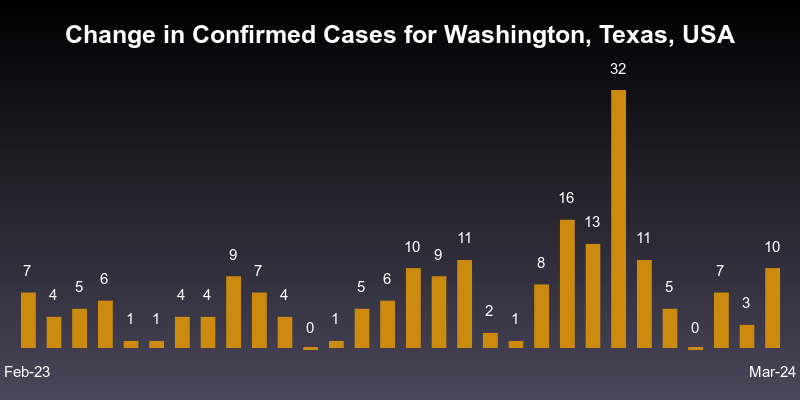 Change in Confirmed Cases for Washington, Texas, USA
7 4 5 6 1 1 4 4 9 7 4 0 1 5 6 10 9 11 2 1 8 16 13 32 11 5 0 7 3 10
Feb-23 Mar-24